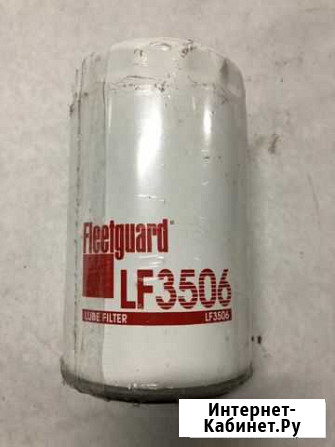 Fleetguard®
LF3506
LUBE FILTER LF3506
Интернет-
Кабинет.Ру